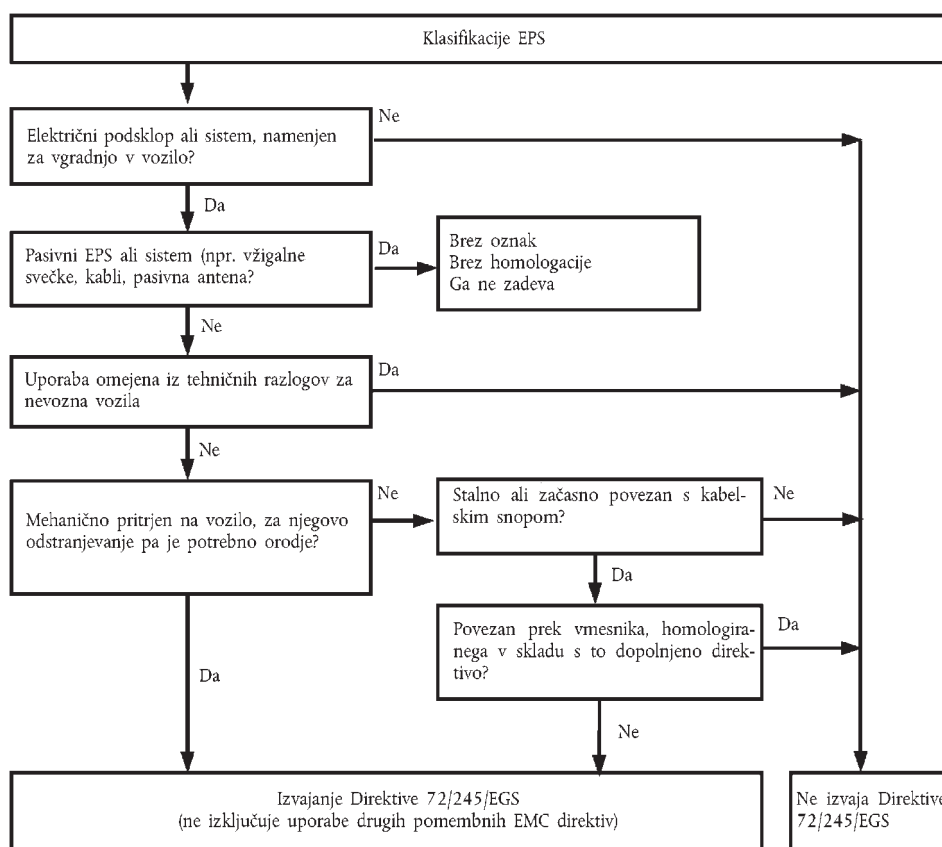 Klasifikacije EPS
Ne
Električni podsklop ali sistem, namenjen
za vgradnjo v vozilo?
Da
Pasivni EPS ali sistem (npr. vžigalne
svečke, kabli, pasivna antena?
Da
Brez oznak
Brez homologacije
Ga ne zadeva
Ne
Uporaba omejena iz tehničnih razlogov za
nevozna vozila
Da
Ne
Mehanično pritrjen na vozilo, za njegovo
odstranjevanje pa je potrebno orodje?
Ne
Stalno ali začasno povezan s kabel-
skim snopom?
Ne
Da
Povezan prek vmesnika, homologira-
nega v skladu s to dopolnjeno direk-
tivo?
Da
Da
Ne
Izvajanje Direktive 72/245/EGS
(ne izključuje uporabe drugih pomembnih EMC direktiv)
Ne izvaja Direktive
72/245/EGS